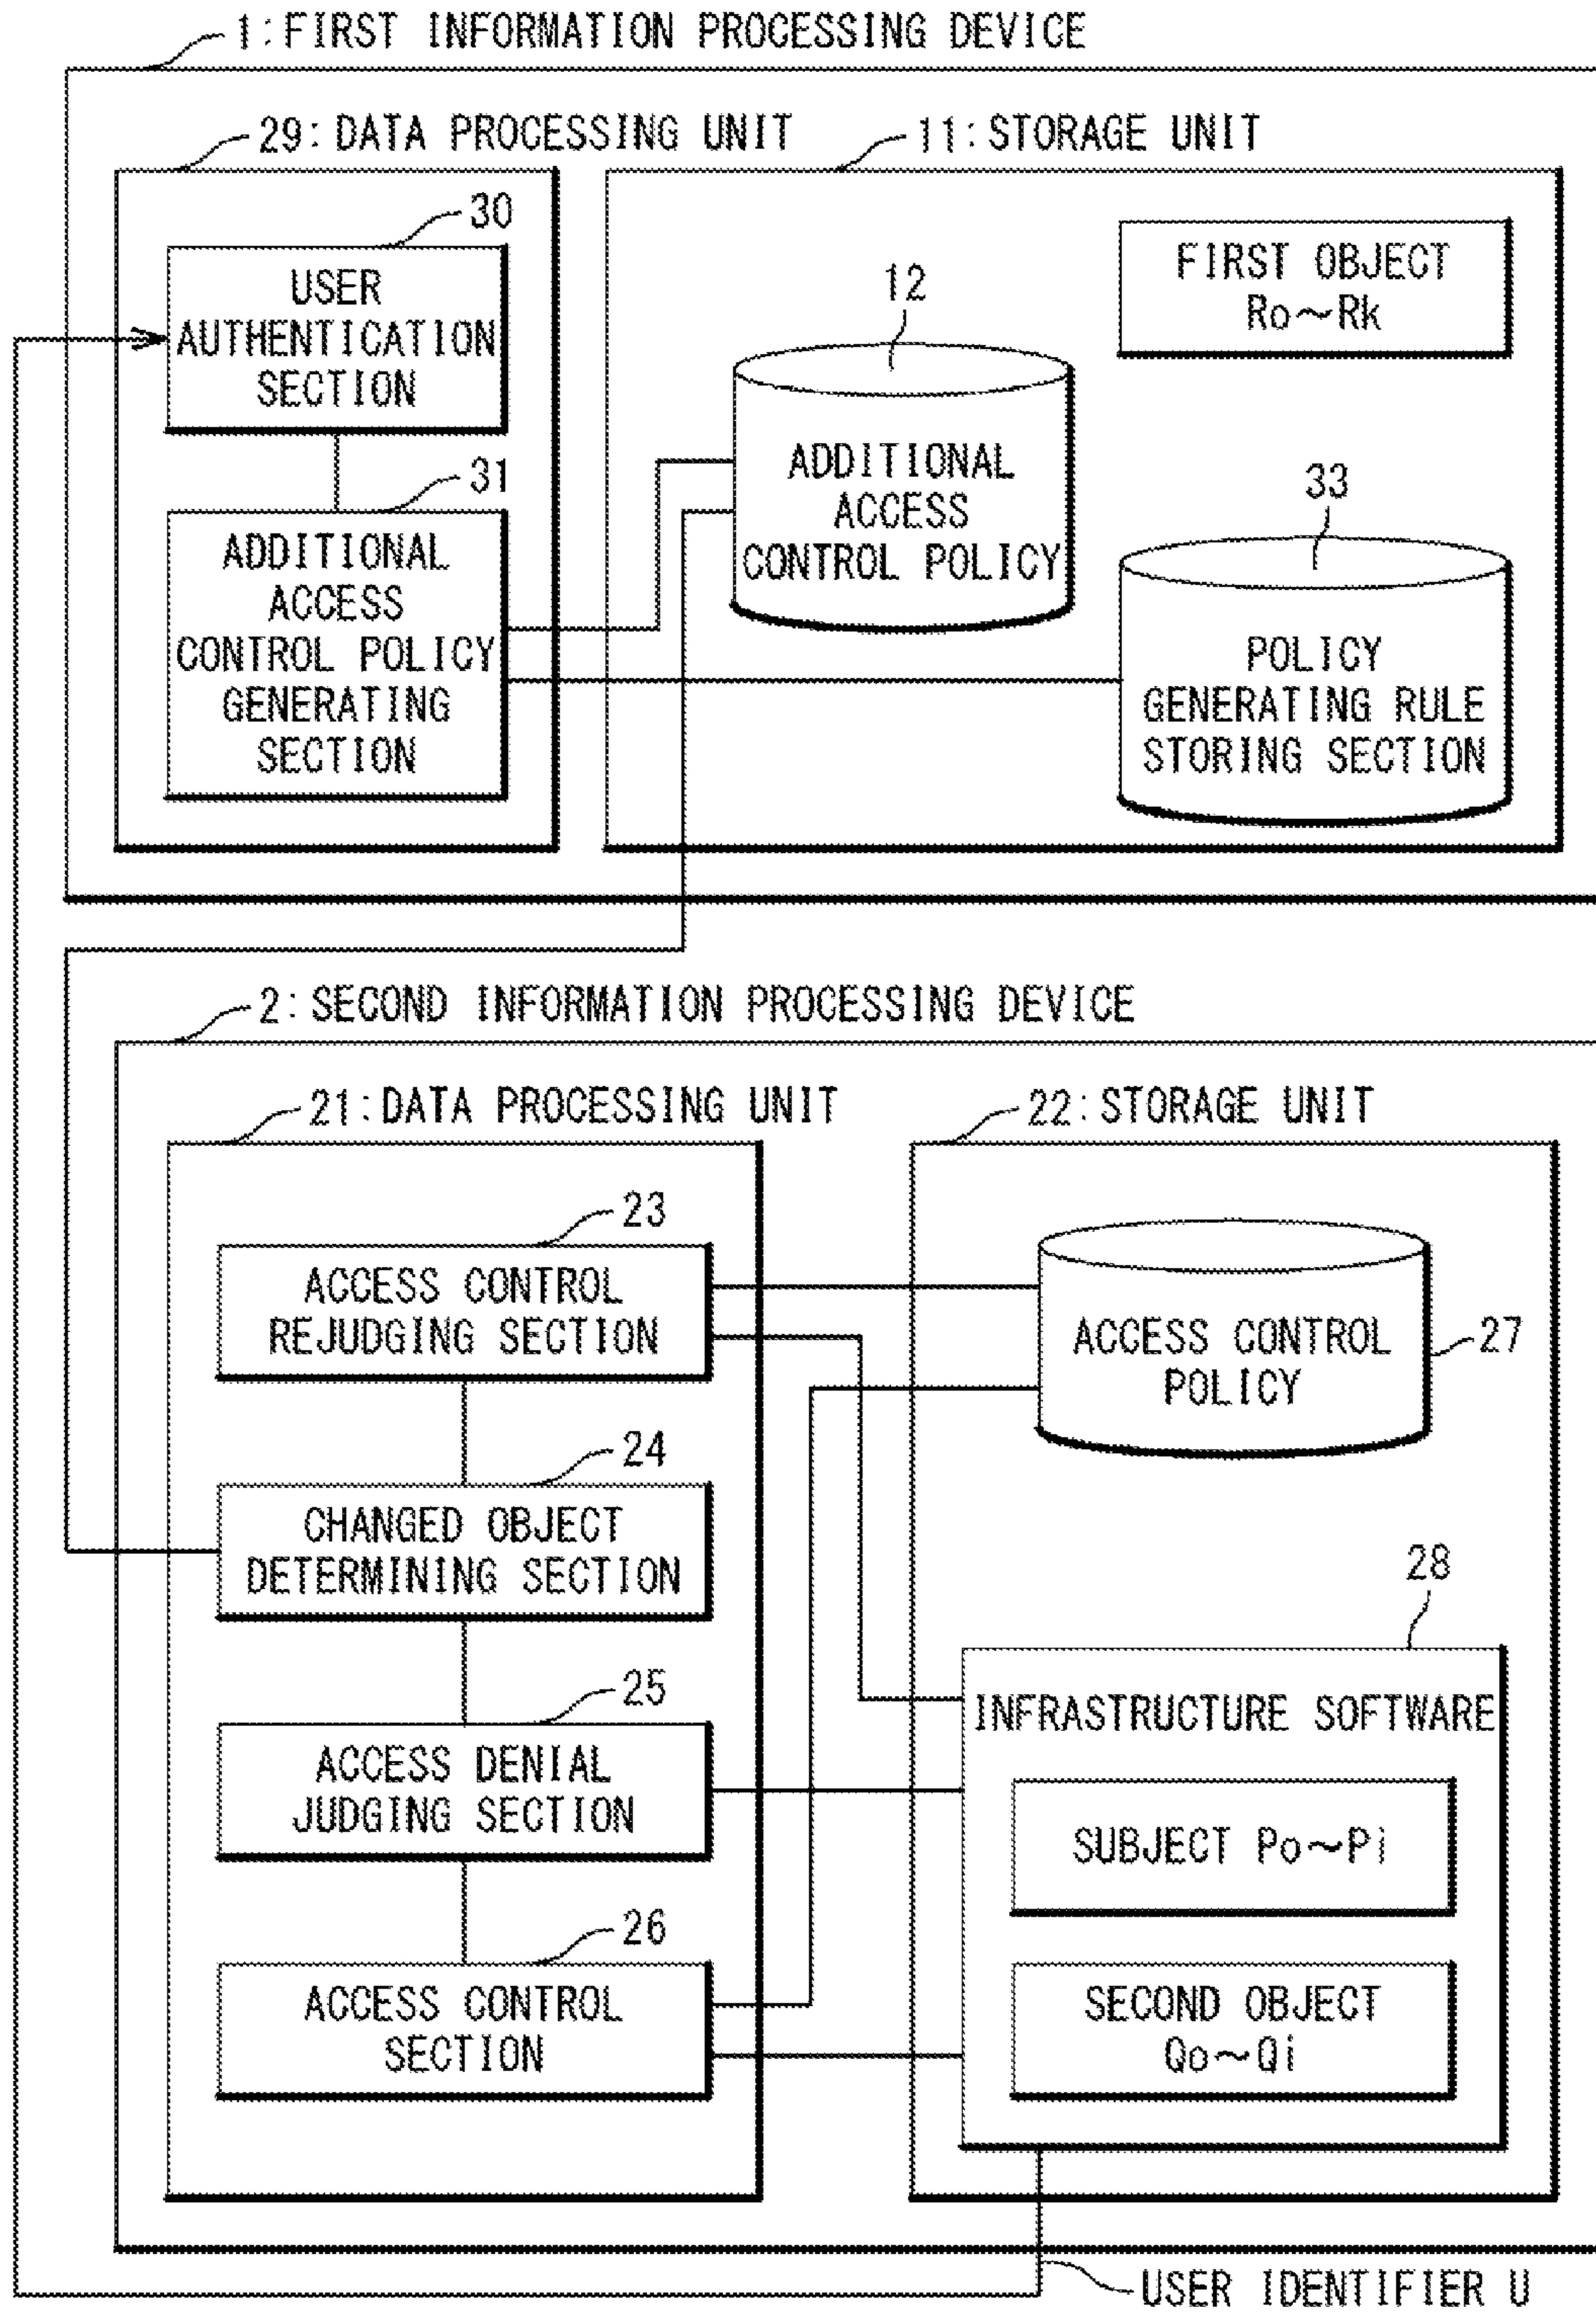 1: FIRST INFORMATION PROCESSING DEVICE
29: DATA PROCESSING UNIT
11: STORAGE UNIT
30
USER
AUTHENTICATION
SECTION
31
ADDITIONAL
ACCESS
CONTROL POLICY
GENERATING
SECTION
12
ADDITIONAL
ACCESS
CONTROL POLICY
FIRST OBJECT
Ro~Rk
33
POLICY
GENERATING RULE
STORING SECTION
2: SECOND INFORMATION PROCESSING DEVICE
21: DATA PROCESSING UNIT
22: STORAGE UNIT
23
ACCESS CONTROL
REJUDGING SECTION
24
CHANGED OBJECT
DETERMINING SECTION
25
ACCESS DENIAL
JUDGING SECTION
26
ACCESS CONTROL
SECTION
ACCESS CONTROL
POLICY
27
28
INFRASTRUCTURE SOFTWARE
SUBJECT Po~Pi
SECOND OBJECT
Qo~Qi
USER IDENTIFIER U